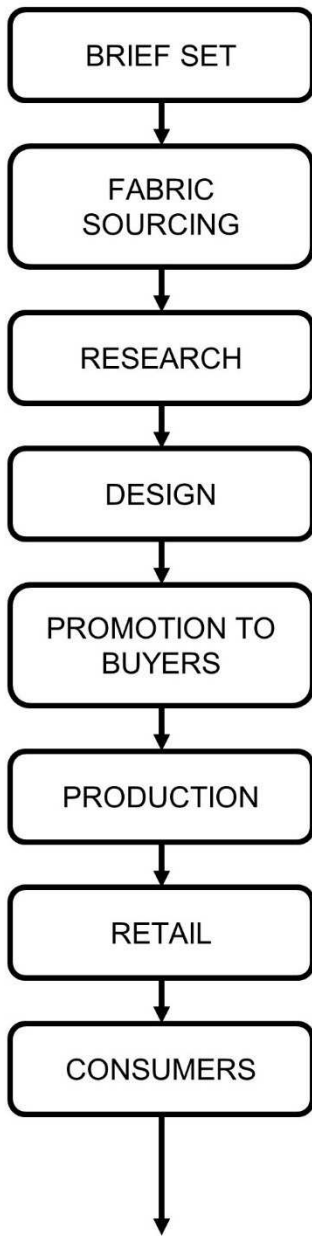 BRIEF SET
FABRIC
SOURCING
RESEARCH
DESIGN
PROMOTION TO
BUYERS
PRODUCTION
RETAIL
CONSUMERS